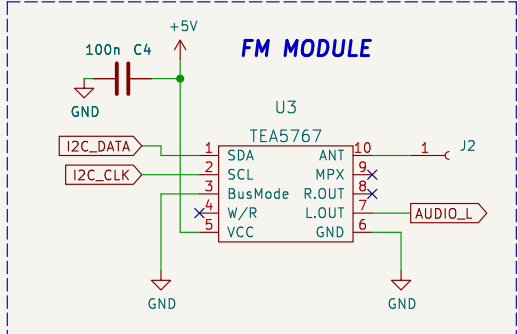 +5V
100n C4
FM MODULE
GND
U3
TEA5767
I2C_DATA 1 SDA ANT 10 1 J2
I2C_CLK 2 SCL MPX 9
3 BusMode R.OUT 8
4 W/R L.OUT 7 AUDIO_L
5 VCC GND 6
GND GND